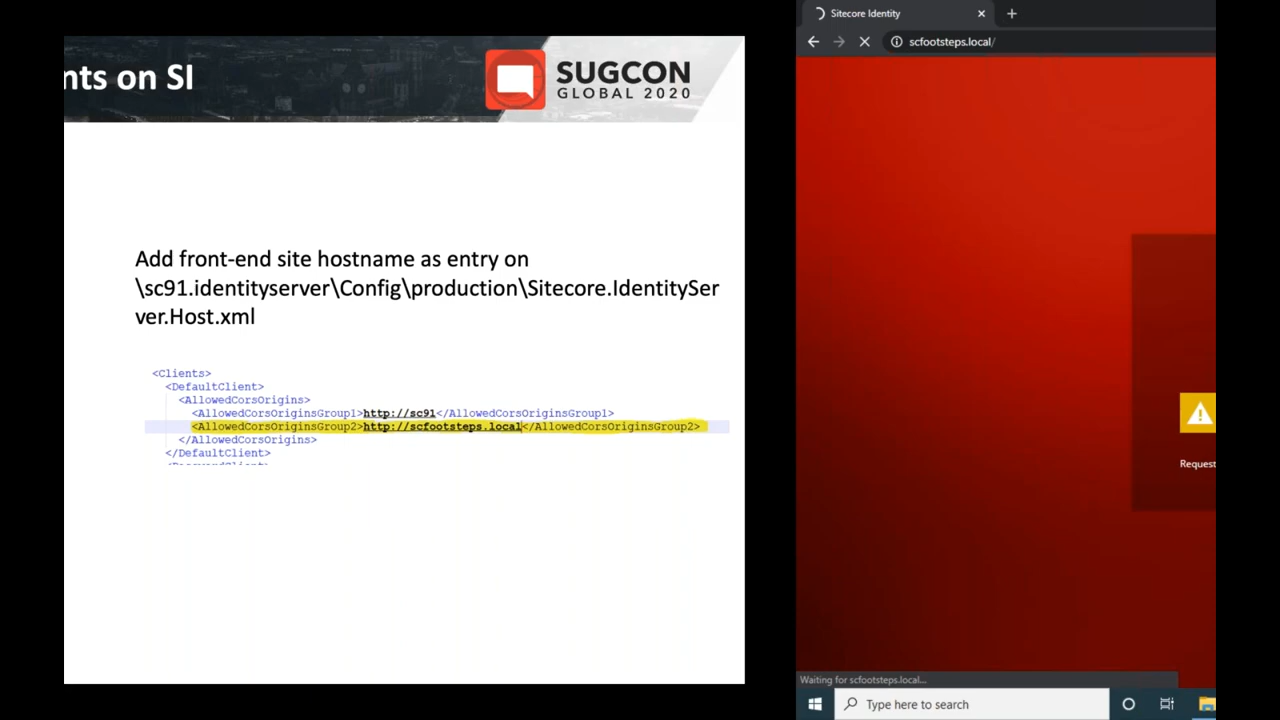 nts on SI
SUGCON
GLOBAL 2020
Add front-end site hostname as entry on
\sc91.identityserver\Config\production\Sitecore.IdentitySer
ver.Host.xml
<Clients>
<DefaultClient>
<AllowedCorsOrigins>
<AllowedCorsOriginsGroup1>http://sc91</AllowedCorsOriginsGroup1>
<AllowedCorsOriginsGroup2>http://scfootsteps.local</AllowedCorsOriginsGroup2>
</AllowedCorsOrigins>
</DefaultClient>
Sitecore Identity
scfootsteps.local/
Request
Waiting for scfootsteps.local...
Type here to search